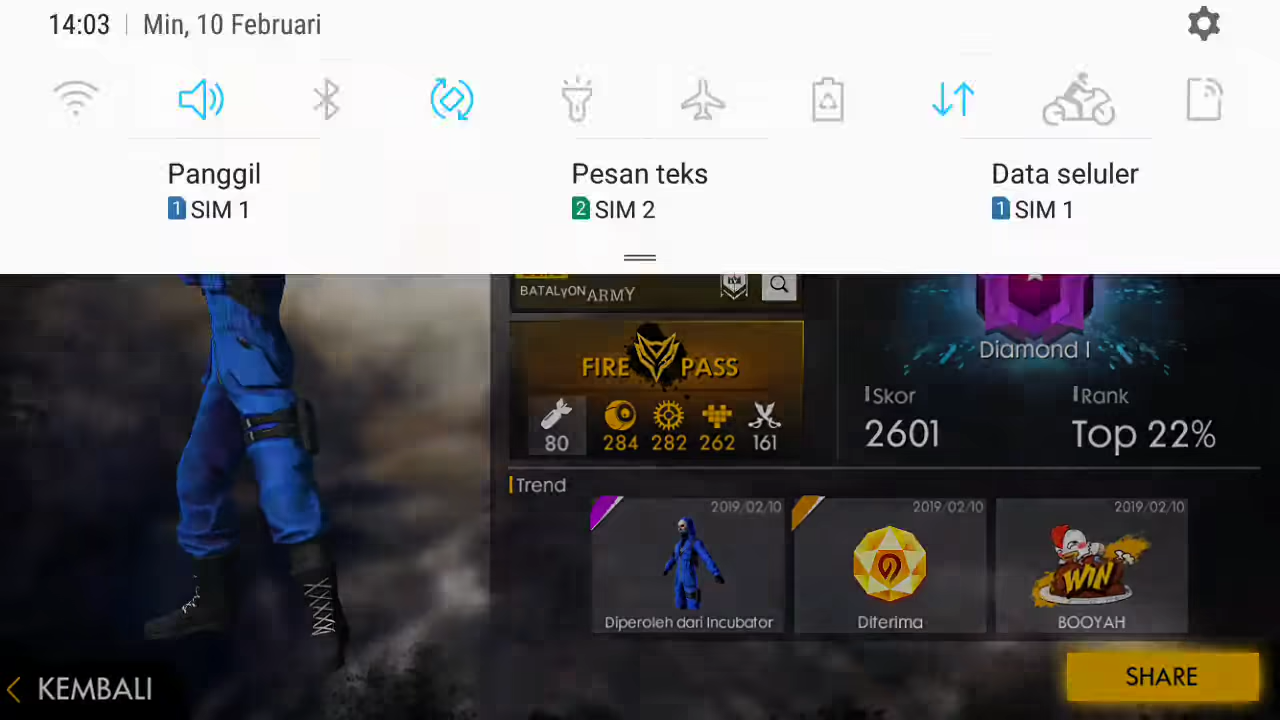 14:03 | Min, 10 Februari
Panggil
1 SIM 1
Pesan teks
2 SIM 2
Data seluler
1 SIM 1
BATALyON ARMY
FIRE PASS
80 284 282 262 161
Diamond I
Skor
2601
Rank
Top 22%
Trend
2019/02/10
Diperoleh dari Incubator
2019/02/10
Diterima
2019/02/10
WIN
BOOYAH
KEMBALI
SHARE